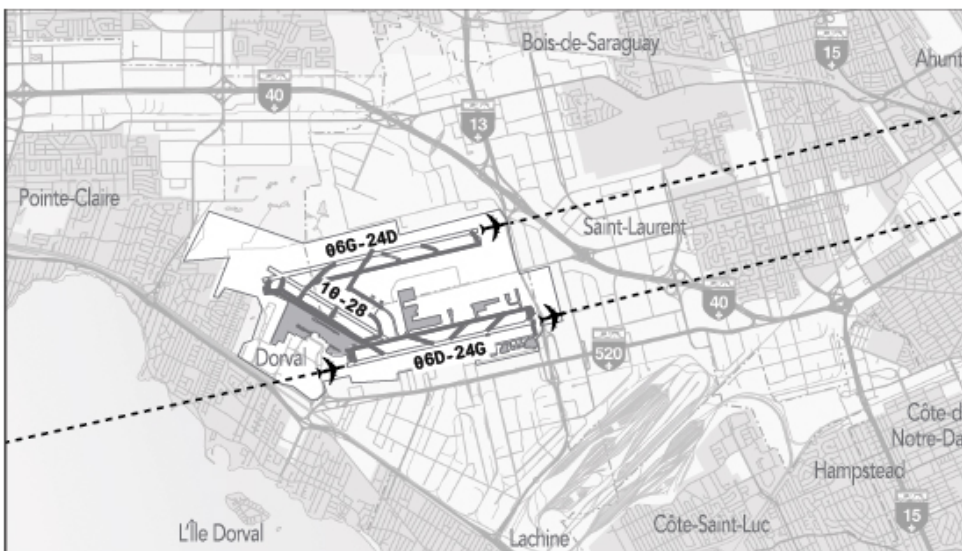 Bois-de-Saraguay
15
Ahunt
40
13
Pointe-Claire
Saint-Laurent
06G-24D
10-28
40
06D-24G
520
Dorval
Côte-d
Notre-Da
Hampstead
15
L'Île Dorval
Lachine
Côte-Saint-Luc